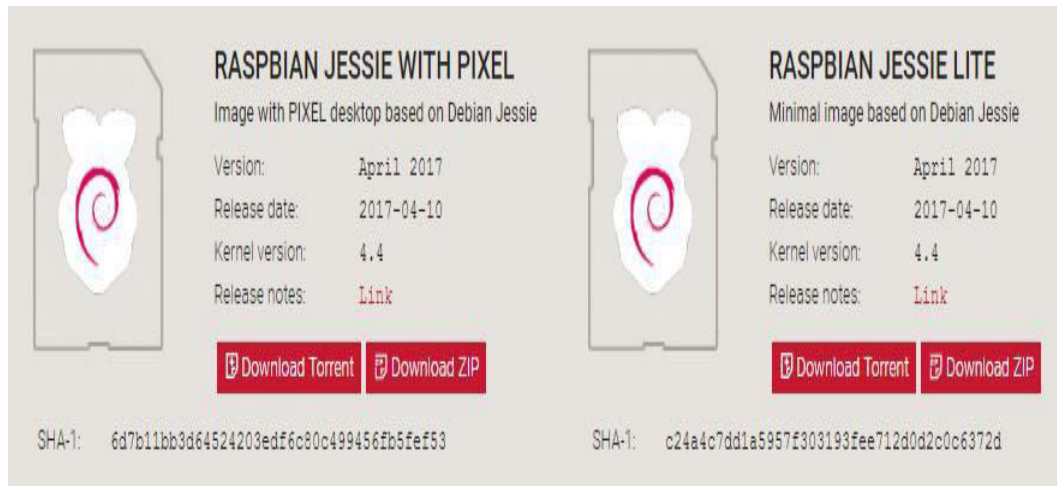 RASPBIAN JESSIE WITH PIXEL
Image with PIXEL desktop based on Debian Jessie
Version: April 2017
Release date: 2017-04-10
Kernel version: 4.4
Release notes: Link
Download Torrent Download ZIP
SHA-1: 6d7b11bb3d64524203edf6c80c499456fb5fef53
RASPBIAN JESSIE LITE
Minimal image based on Debian Jessie
Version: April 2017
Release date: 2017-04-10
Kernel version: 4.4
Release notes: Link
Download Torrent Download ZIP
SHA-1: c24a4c7dd1a5957f303193fee712d0d2c0c6372d